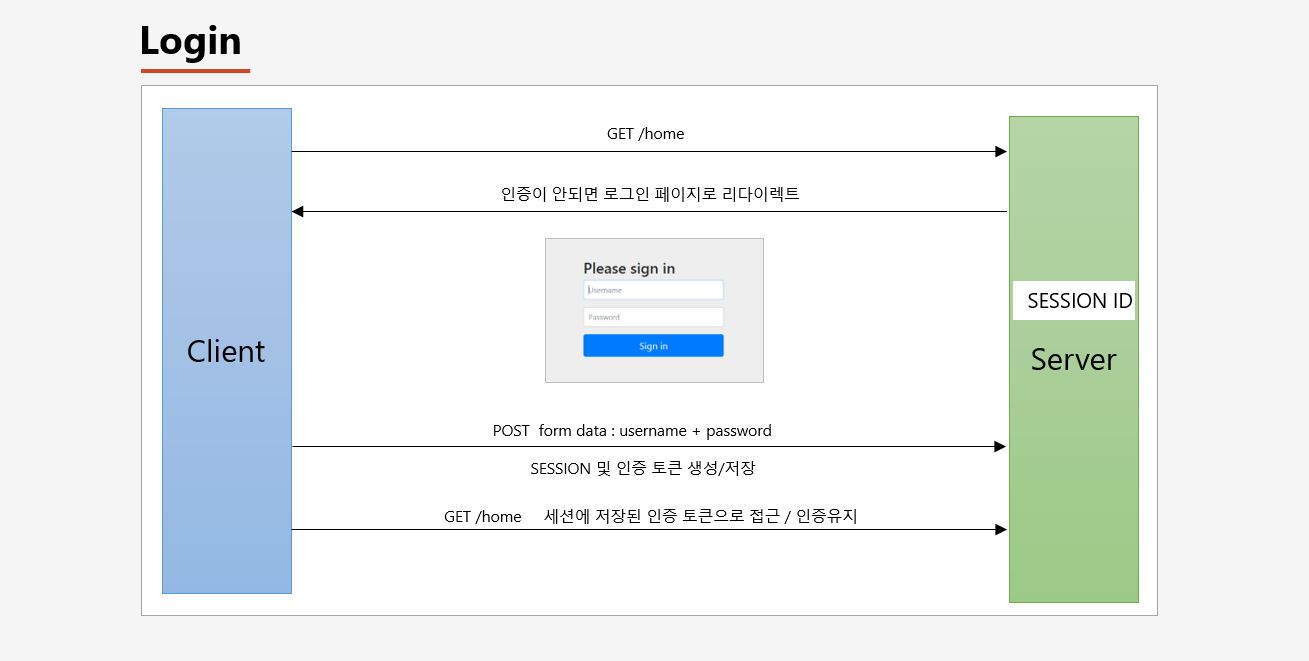 Login
GET /home
인증이 안되면 로그인 페이지로 리다이렉트
Please sign in
Username
Password
Sign in
SESSION ID
Client
Server
POST form data : username + password
SESSION 및 인증 토큰 생성/저장
GET /home 세션에 저장된 인증 토큰으로 접근 / 인증유지